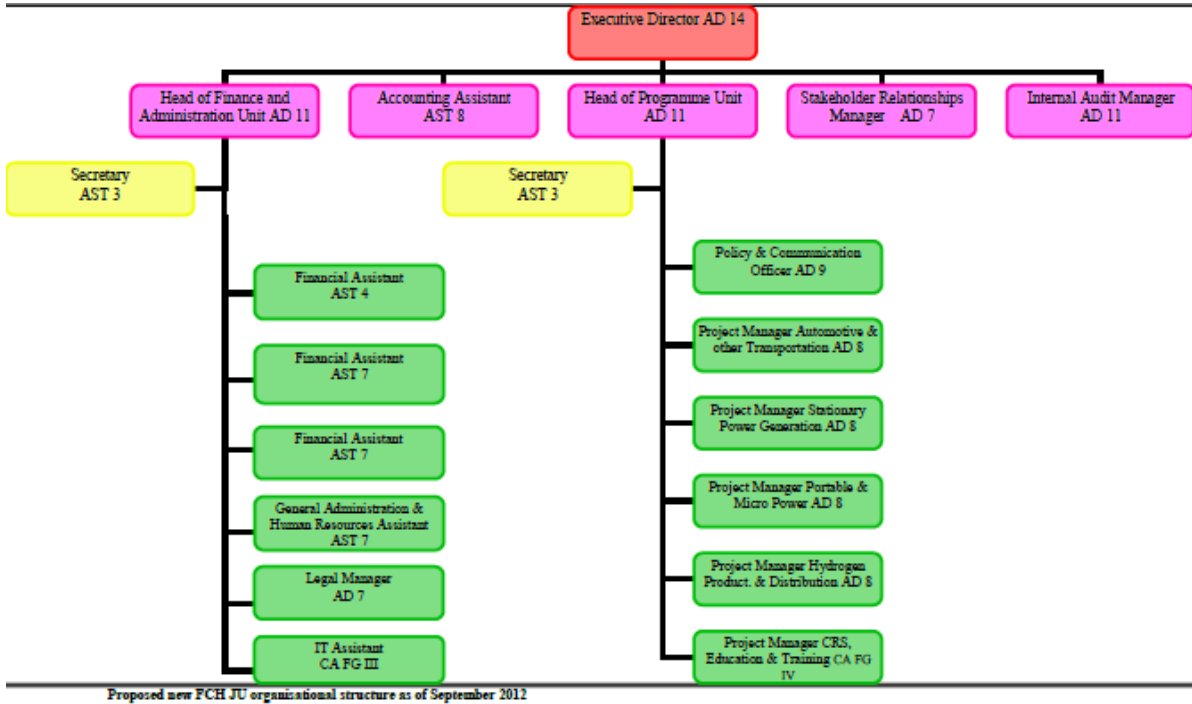 Executive Director AD 14
Head of Finance and
Administration Unit AD 11
Accounting Assistant
AST 8
Head of Programme Unit
AD 11
Stakeholder Relationships
Manager AD 7
Internal Audit Manager
AD 11
Secretary
AST 3
Secretary
AST 3
Financial Assistant
AST 4
Financial Assistant
AST 7
Financial Assistant
AST 7
General Administration &
Human Resources Assistant
AST 7
Legal Manager
AD 7
IT Assistant
CA FG III
Policy & Communication
Officer AD 9
Project Manager Automotive &
other Transportation AD 8
Project Manager Stationary
Power Generation AD 8
Project Manager Portable &
Micro Power AD 8
Project Manager Hydrogen
Product. & Distribution AD 8
Project Manager CRS,
Education & Training CA FG
IV
Proposed new FCH JU organisational structure as of September 2012